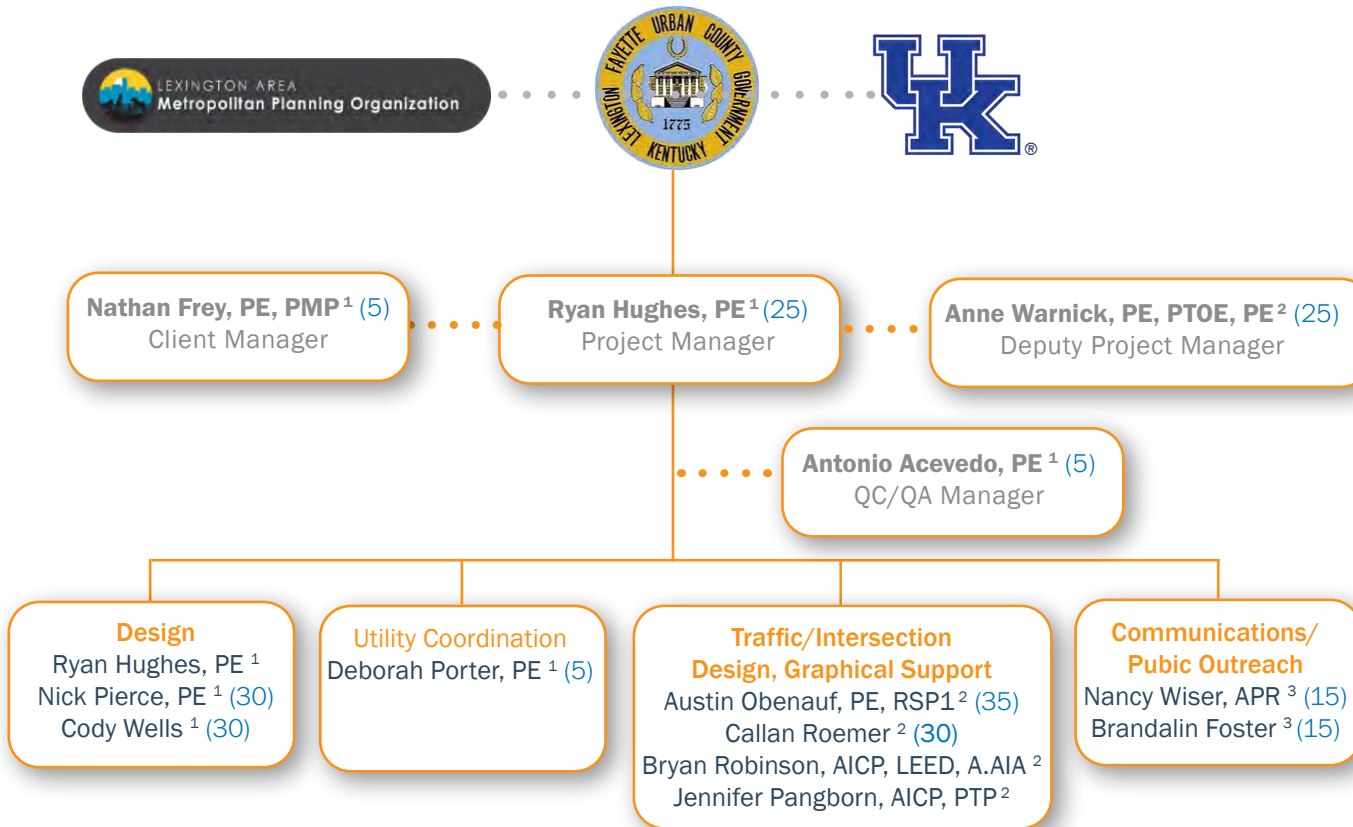 LEXINGTON AREA
Metropolitan Planning Organization
LEXINGTON FAYETTE URBAN COUNTY GOVERNMENT
1775
KENTUCKY
UK
®
Nathan Frey, PE, PMP ¹ (5)
Client Manager
Ryan Hughes, PE ¹ (25)
Project Manager
Anne Warnick, PE, PTOE, PE ² (25)
Deputy Project Manager
Antonio Acevedo, PE ¹ (5)
QC/QA Manager
Design
Ryan Hughes, PE ¹
Nick Pierce, PE ¹ (30)
Cody Wells ¹ (30)
Utility Coordination
Deborah Porter, PE ¹ (5)
Traffic/Intersection
Design, Graphical Support
Austin Obenauf, PE, RSP1 ² (35)
Callan Roemer ² (30)
Bryan Robinson, AICP, LEED, A.AIA ²
Jennifer Pangborn, AICP, PTP ²
Communications/
Pubic Outreach
Nancy Wiser, APR ³ (15)
Brandalin Foster ³ (15)